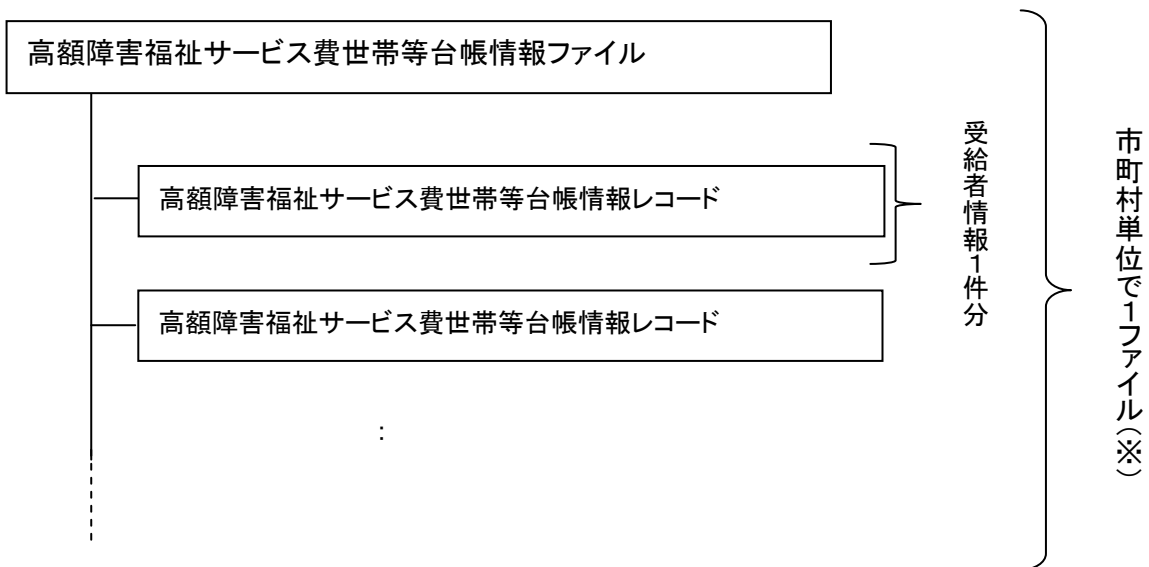 高額障害福祉サービス費世帯等台帳情報ファイル
高額障害福祉サービス費世帯等台帳情報レコード
高額障害福祉サービス費世帯等台帳情報レコード
:
受給者情報1件分
市町村単位で1ファイル(※)